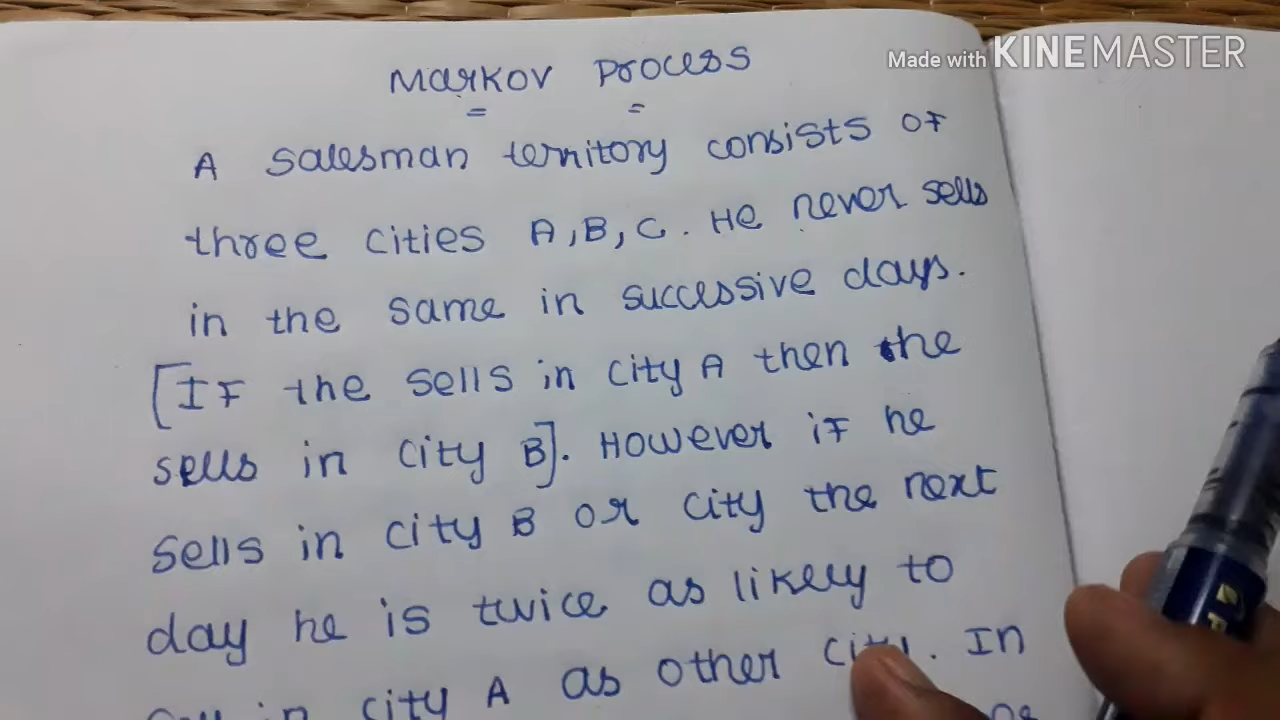 Made with KINEMASTER
Markov process
A salesman territory consists of
three cities A, B, C. He never sells
in the same in successive days.
[If the sells in city A then the
sells in city B]. However if he
sells in city B or city the next
day he is twice as likely to
in city A as other city. In